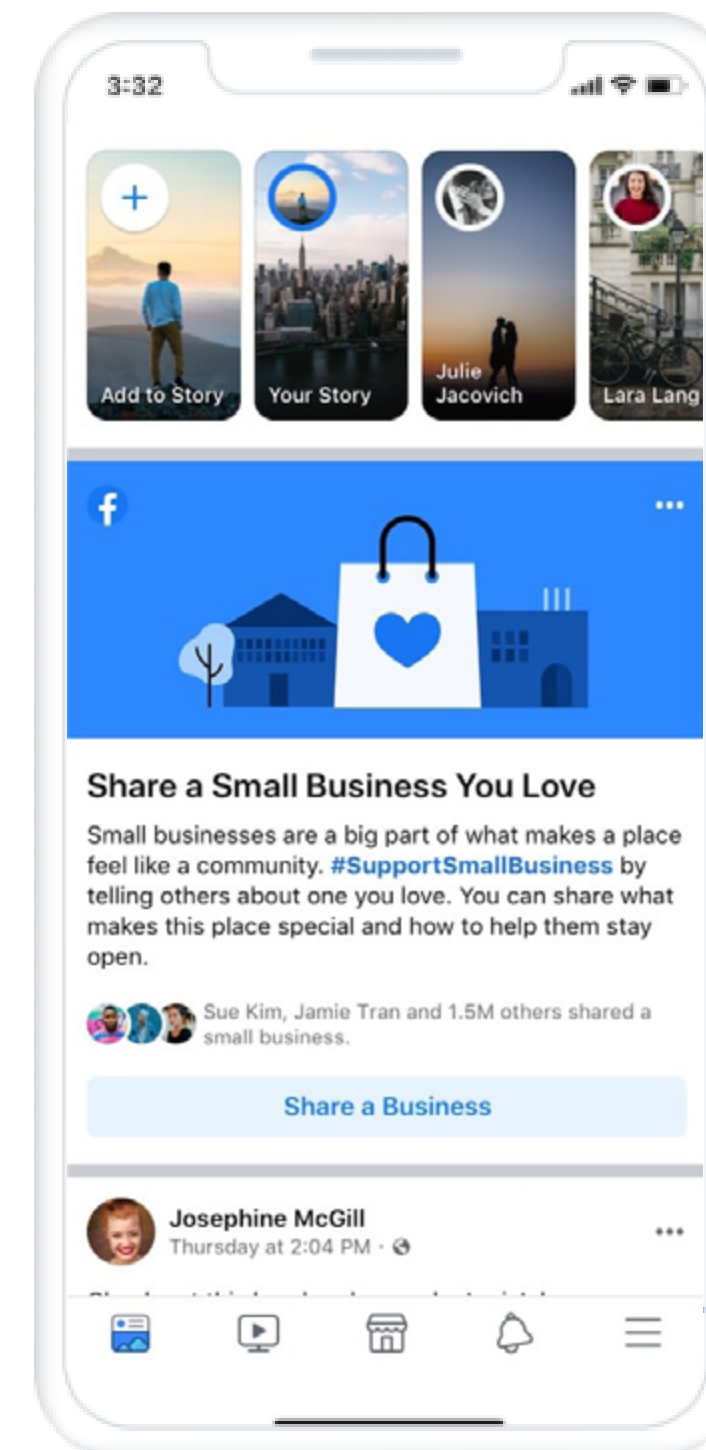 3:32
Add to Story
Your Story
Julie
Jacovich
Lara Lang
Share a Small Business You Love
Small businesses are a big part of what makes a place
feel like a community. #SupportSmallBusiness by
telling others about one you love. You can share what
makes this place special and how to help them stay
open.
Sue Kim, Jamie Tran and 1.5M others shared a
small business.
Share a Business
Josephine McGill
Thursday at 2:04 PM ·